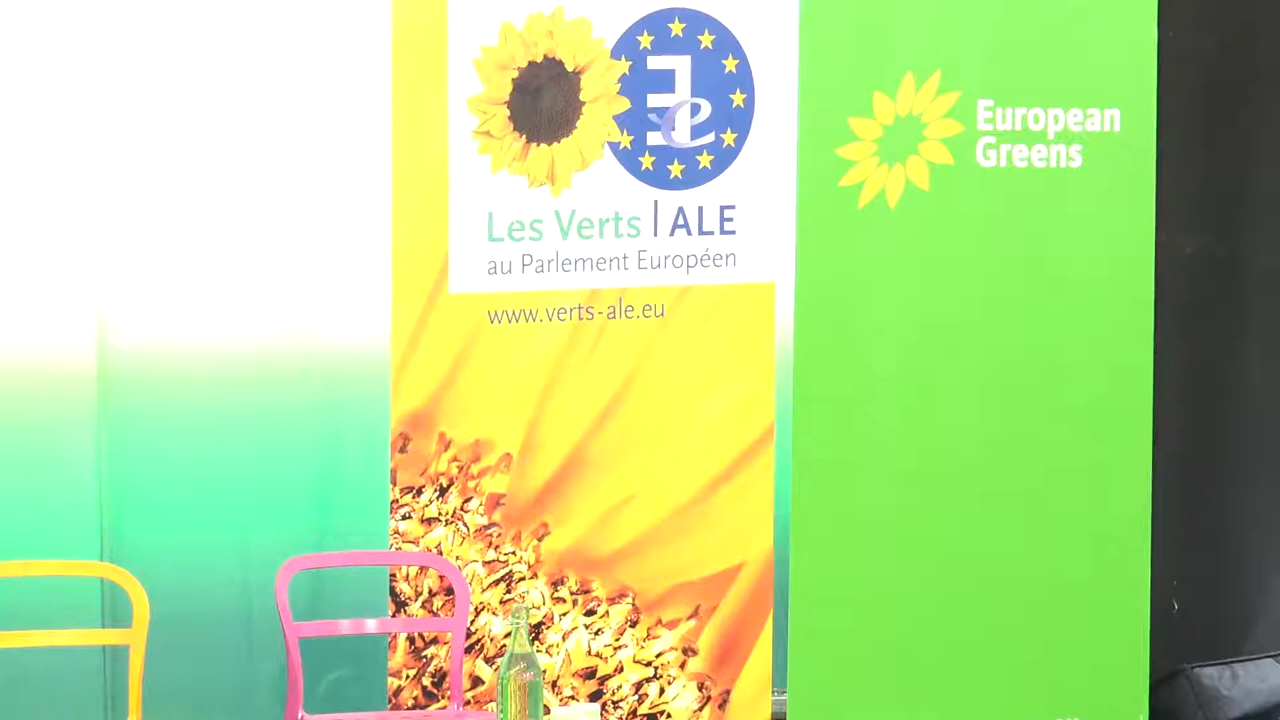 Les Verts | ALE
au Parlement Européen
www.verts-ale.eu
European
Greens